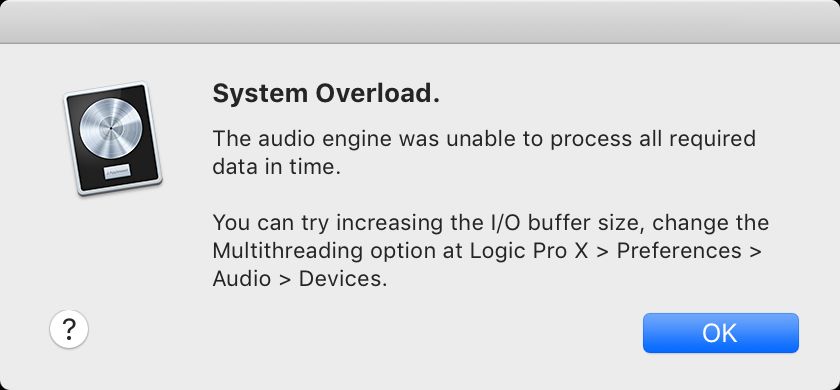 System Overload.
The audio engine was unable to process all required
data in time.
You can try increasing the I/O buffer size, change the
Multithreading option at Logic Pro X > Preferences >
Audio > Devices.
?
OK